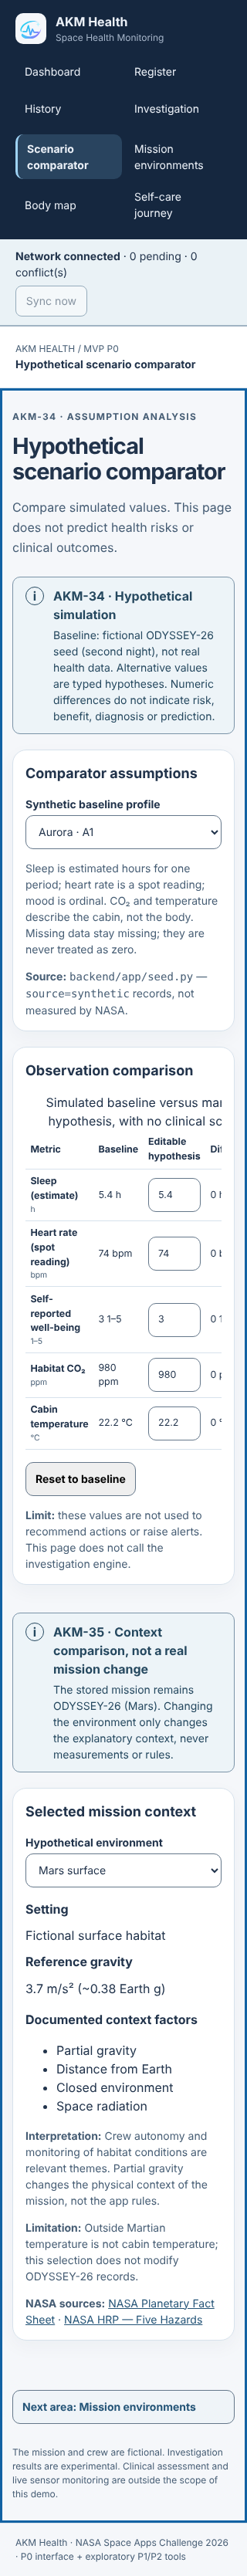 AKM Health
Space Health Monitoring
Dashboard
Register
History
Investigation
Scenario
comparator
Mission
environments
Body map
Self-care
journey
Network connected · 0 pending · 0
conflict(s)
Sync now
AKM HEALTH / MVP P0
Hypothetical scenario comparator
AKM-34 · ASSUMPTION ANALYSIS
Hypothetical
scenario comparator
Compare simulated values. This page
does not predict health risks or
clinical outcomes.
AKM-34 · Hypothetical
simulation
Baseline: fictional ODYSSEY-26
seed (second night), not real
health data. Alternative values
are typed hypotheses. Numeric
differences do not indicate risk,
benefit, diagnosis or prediction.
Comparator assumptions
Synthetic baseline profile
Aurora · A1
Sleep is estimated hours for one
period; heart rate is a spot reading;
mood is ordinal. CO₂ and temperature
describe the cabin, not the body.
Missing data stay missing; they are
never treated as zero.
Source: backend/app/seed.py —
source=synthetic records, not
measured by NASA.
Observation comparison
Simulated baseline versus
hypothesis, with no clinical
Metric Baseline Editable
hypothesis
Sleep
(estimate)
h
5.4 h
5.4
0
Heart rate
(spot
reading)
bpm
74 bpm
74
0
Self-
reported
well-being
1–5
3 1–5
3
0
Habitat CO₂
ppm
980
ppm
980
0
Cabin
temperature
°C
22.2 °C
22.2
0
Reset to baseline
Limit: these values are not used to
recommend actions or raise alerts.
This page does not call the
investigation engine.
AKM-35 · Context
comparison, not a real
mission change
The stored mission remains
ODYSSEY-26 (Mars). Changing
the environment only changes
the explanatory context, never
measurements or rules.
Selected mission context
Hypothetical environment
Mars surface
Setting
Fictional surface habitat
Reference gravity
3.7 m/s² (~0.38 Earth g)
Documented context factors
• Partial gravity
• Distance from Earth
• Closed environment
• Space radiation
Interpretation: Crew autonomy and
monitoring of habitat conditions are
relevant themes. Partial gravity
changes the physical context of the
mission, not the app rules.
Limitation: Outside Martian
temperature is not cabin temperature;
this selection does not modify
ODYSSEY-26 records.
NASA sources: NASA Planetary Fact
Sheet · NASA HRP — Five Hazards
Next area: Mission environments
The mission and crew are fictional. Investigation
results are experimental. Clinical assessment and
live sensor monitoring are outside the scope of
this demo.
AKM Health · NASA Space Apps Challenge 2026
· P0 interface + exploratory P1/P2 tools